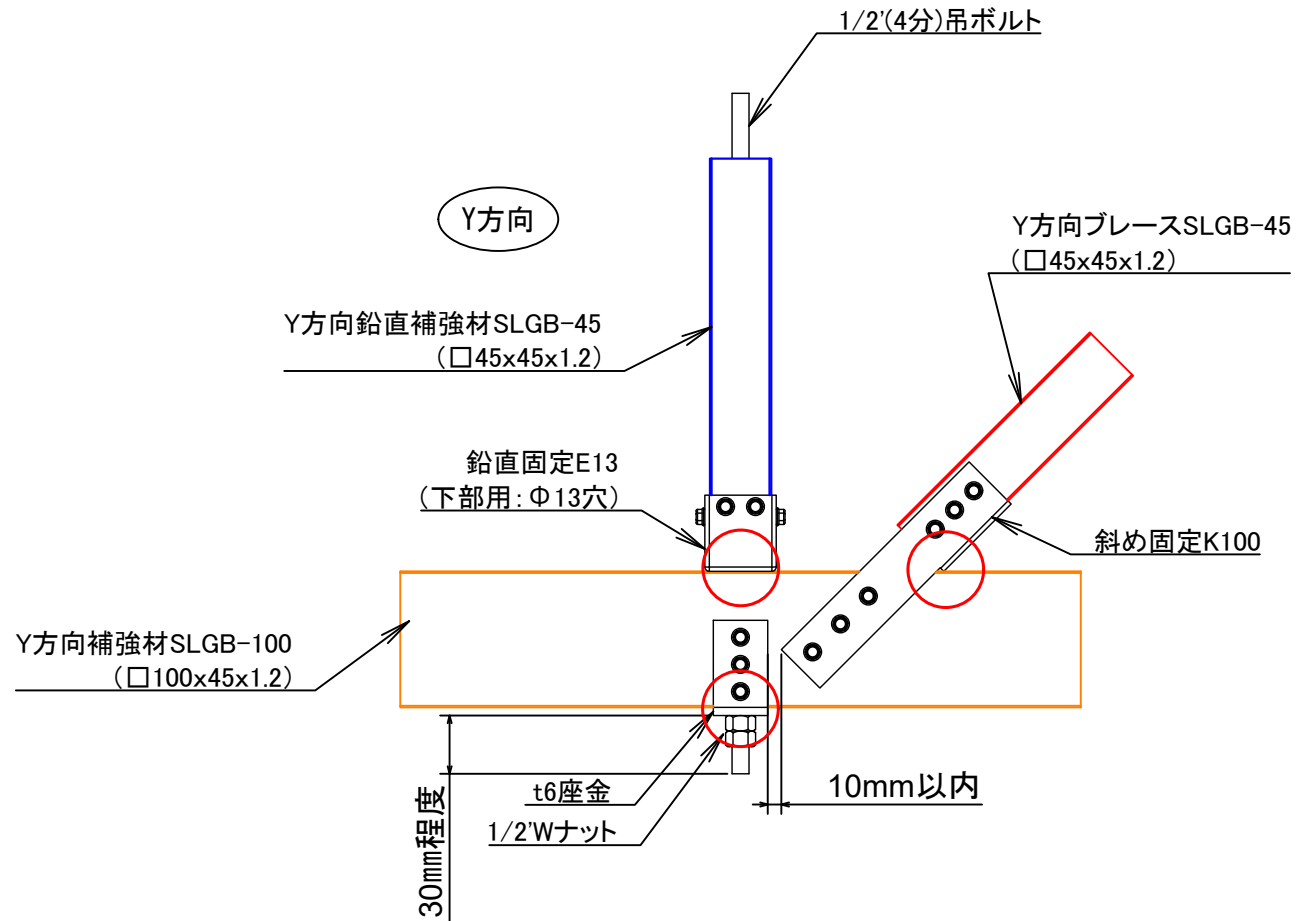 1/2'(4分)吊ボルト
Y方向
Y方向ブレースSLGB-45
(□45x45x1.2)
Y方向鉛直補強材SLGB-45
(□45x45x1.2)
鉛直固定E13
(下部用:Φ13穴)
斜め固定K100
Y方向補強材SLGB-100
(□100x45x1.2)
t6座金
10mm以内
1/2'Wナット
30㎜程度